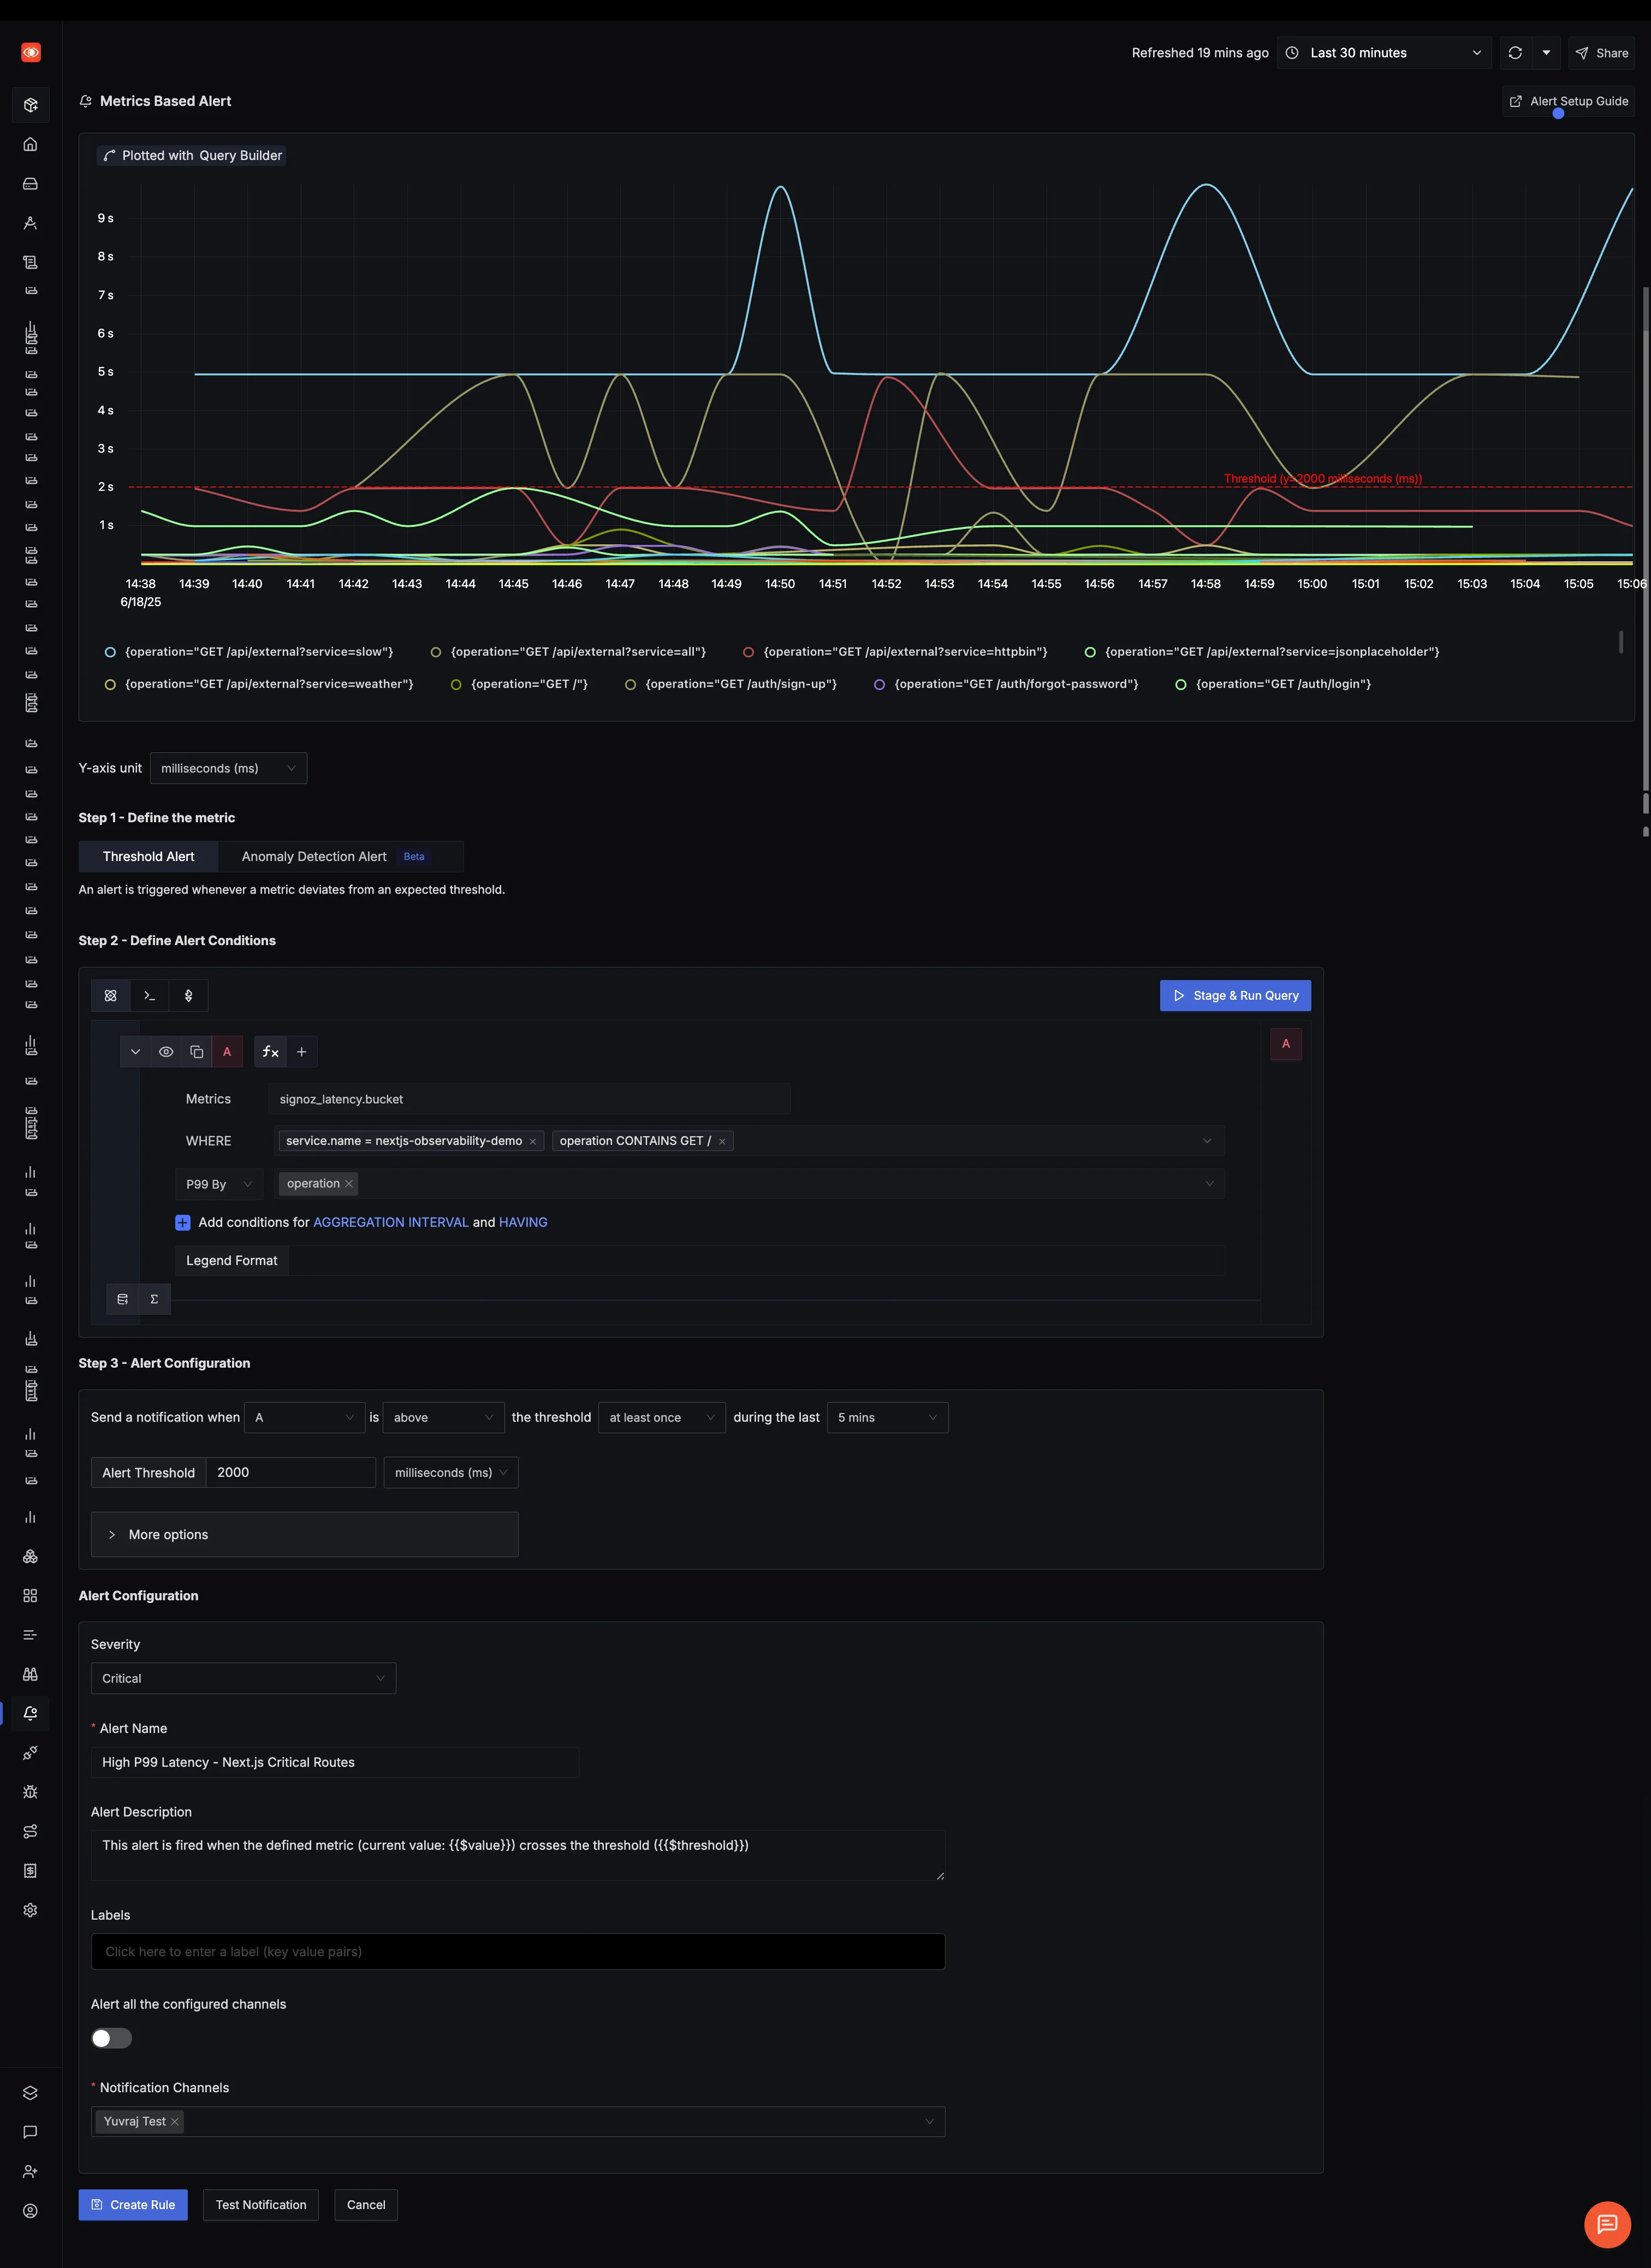 Refreshed 19 mins ago Last 30 minutes Share
Metrics Based Alert Alert Setup Guide
Plotted with Query Builder
9 s
8 s
7 s
6 s
5 s
4 s
3 s
Threshold (y=2000 milliseconds (ms))
2 s
1 s
14:38 14:39 14:40 14:41 14:42 14:43 14:44 14:45 14:46 14:47 14:48 14:49 14:50 14:51 14:52 14:53 14:54 14:55 14:56 14:57 14:58 14:59 15:00 15:01 15:02 15:03 15:04 15:05 15:06
6/18/25
{operation="GET /api/external?service=slow"} {operation="GET /api/external?service=all"} {operation="GET /api/external?service=httpbin"} {operation="GET /api/external?service=jsonplaceholder"}
{operation="GET /api/external?service=weather"} {operation="GET /"} {operation="GET /auth/sign-up"} {operation="GET /auth/forgot-password"} {operation="GET /auth/login"}
Y-axis unit milliseconds (ms)
Step 1 - Define the metric
Threshold Alert Anomaly Detection Alert Beta
An alert is triggered whenever a metric deviates from an expected threshold.
Step 2 - Define Alert Conditions
Stage & Run Query
A fx + A
Metrics signoz_latency.bucket
WHERE service.name = nextjs-observability-demo operation CONTAINS GET /
P99 By operation
Add conditions for AGGREGATION INTERVAL and HAVING
Legend Format
Step 3 - Alert Configuration
Send a notification when A is above the threshold at least once during the last 5 mins
Alert Threshold 2000 milliseconds (ms)
More options
Alert Configuration
Severity
Critical
* Alert Name
High P99 Latency - Next.js Critical Routes
Alert Description
This alert is fired when the defined metric (current value: {{$value}}) crosses the threshold ({{$threshold}})
Labels
Click here to enter a label (key value pairs)
Alert all the configured channels
* Notification Channels
Yuvraj Test
Create Rule Test Notification Cancel